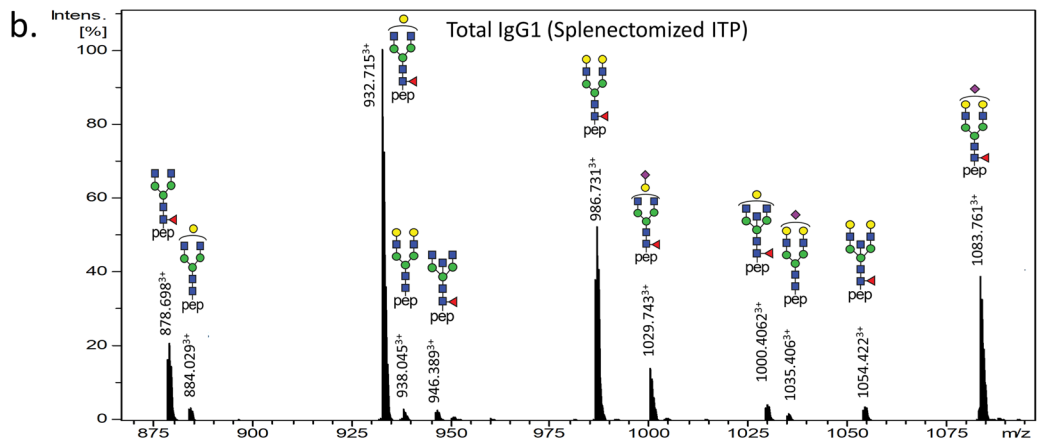 b.
Intens.
[%]
Total IgG1 (Splenectomized ITP)
100
80
60
40
20
0
878.698³⁺
884.029³⁺
932.715³⁺
938.045³⁺
946.389³⁺
986.731³⁺
1029.743³⁺
1000.4062³⁺
1035.406³⁺
1054.422³⁺
1083.761³⁺
pep
pep
pep
pep
pep
pep
pep
pep
pep
pep
pep
875
900
925
950
975
1000
1025
1050
1075
m/z